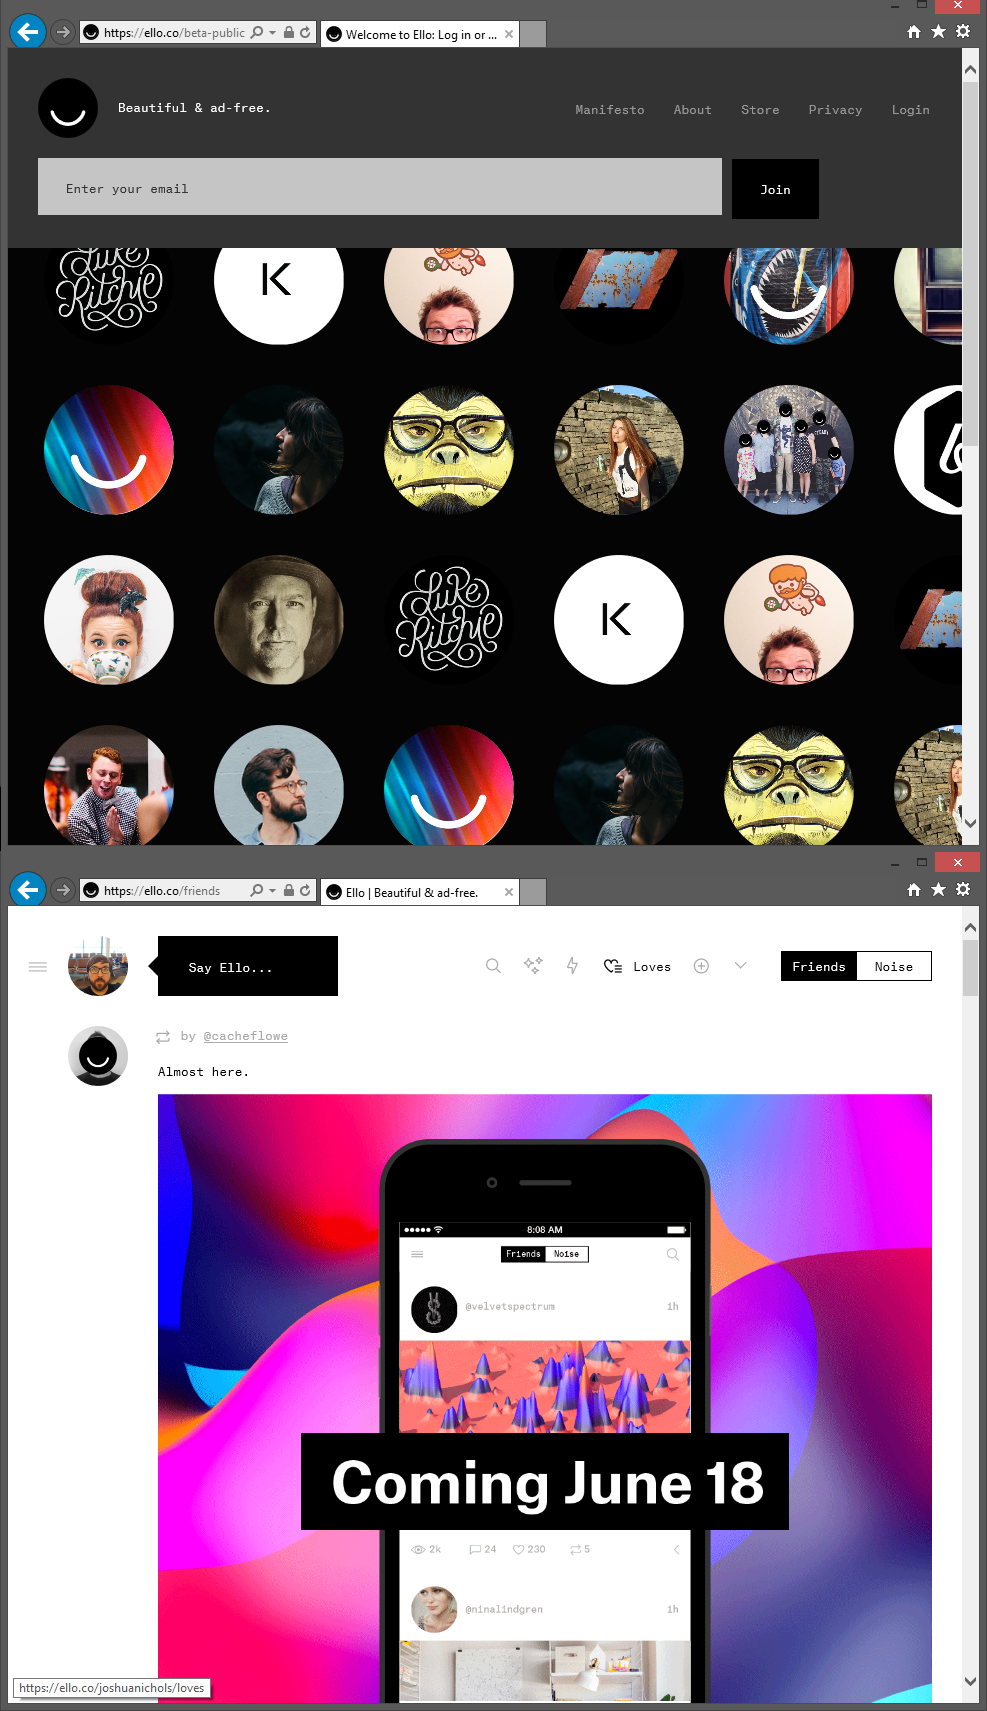 https://ello.co/beta-public
Welcome to Ello: Log in or ...
Beautiful & ad-free.
Manifesto About Store Privacy Login
Enter your email
Join
Luke
Ritchie
K
Luke
Ritchie
K
https://ello.co/friends
Ello | Beautiful & ad-free.
Say Ello...
Loves
Friends Noise
by @cacheflowe
Almost here.
8:08 AM
Friends Noise
@velvetspectrum 1h
Coming June 18
2k 24 230 5
@ninalindgren 1h
https://ello.co/joshuanichols/loves